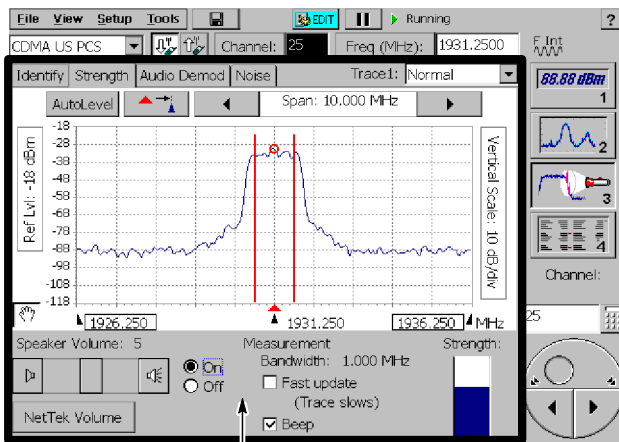 File View Setup Tools EDIT Running ?
CDMA US PCS Channel: 25 Freq (MHz): 1931.2500 F Int
Identify Strength Audio Demod Noise Trace1: Normal
88.88 dBm
1
AutoLevel Span: 10.000 MHz
-18
-28
-38
-48
-58
-68
-78
-88
-98
-108
-118
Ref Lvl: -18 dBm
Vertical Scale: 10 dB/div
2
3
4
Channel:
25
1926.250 1931.250 1936.250 MHz
Speaker Volume: 5
On
Off
NetTek Volume
Measurement
Bandwidth: 1.000 MHz
Fast update
(Trace slows)
Beep
Strength: